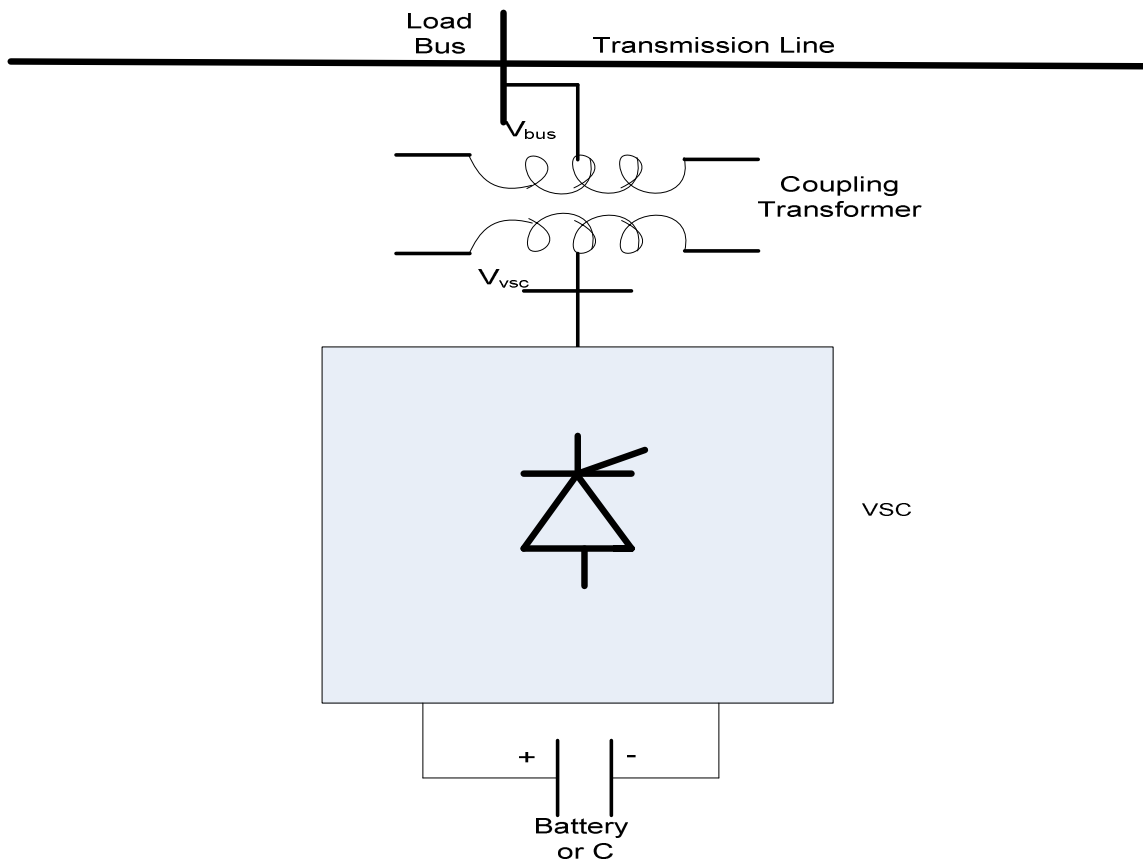 Load
Bus
Transmission Line
Vbus
Coupling
Transformer
Vvsc
VSC
+ -
Battery
or C